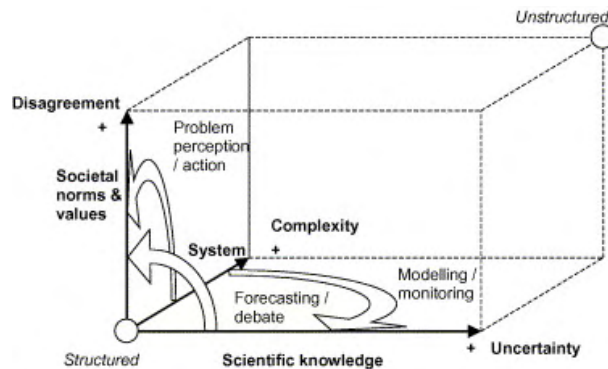 Unstructured
Disagreement
+
Problem
perception
/ action
Societal
norms &
values
Complexity
+
System
Modelling /
monitoring
Forecasting /
debate
Structured
Scientific knowledge
+
Uncertainty